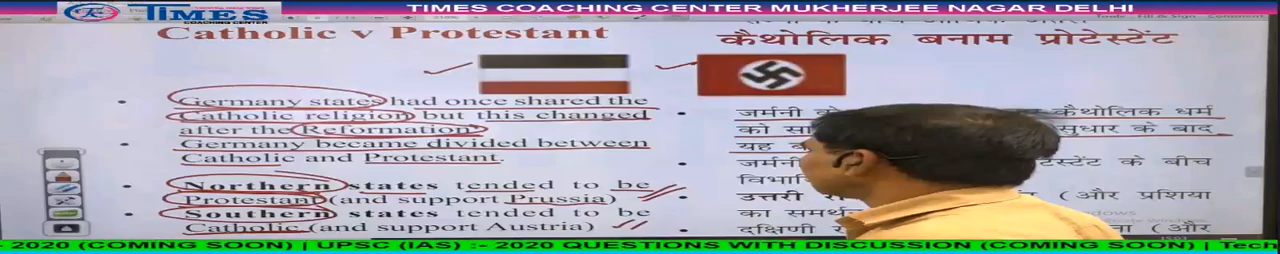 TIMES COACHING CENTER MUKHERJEE NAGAR DELHI
TIMES
COACHING CENTER
Catholic v Protestant
Germany states had once shared the
Catholic religion but this changed
after the Reformation
Germany became divided between
Catholic and Protestant.
Northern states tended to be
Protestant (and support Prussia)
Southern states tended to be
Catholic (and support Austria)
कैथोलिक बनाम प्रोटेस्टेंट
जर्मनी कैथोलिक धर्म
को सुधार के बाद
यह
जर्मनी के बीच
विभा
उत्तरी (और प्रशिया
का समर्थ
दक्षिणी (और
- 2020 (COMING SOON) | UPSC (IAS) :- 2020 QUESTIONS WITH DISCUSSION (COMING SOON) | Tech